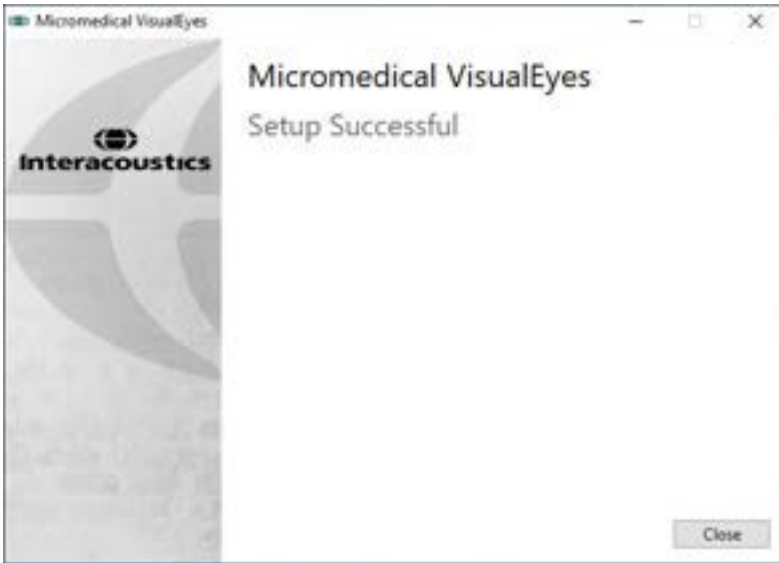 Micromedical VisualEyes
Micromedical VisualEyes
Setup Successful
Interacoustics
Close